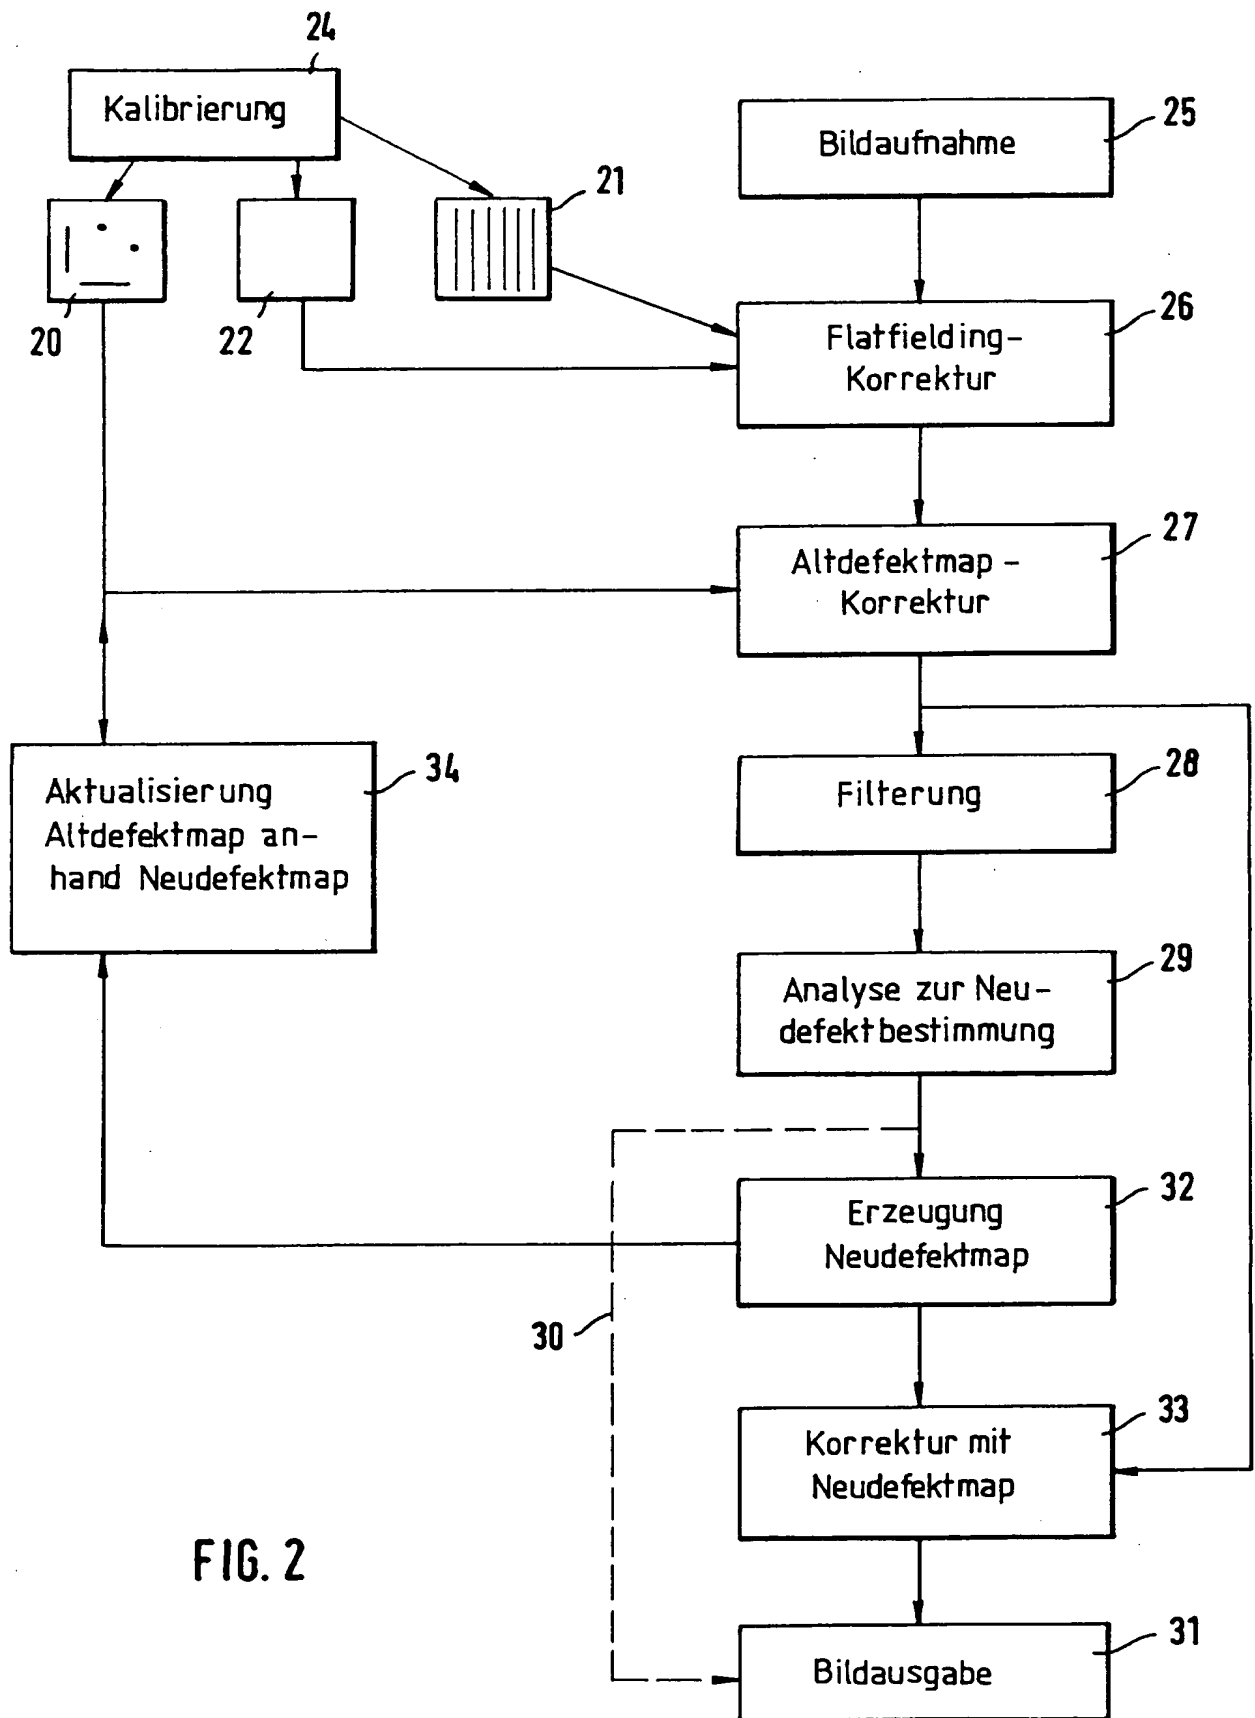 24
Kalibrierung
25
Bildaufnahme
21
20
22
26
Flatfielding-
Korrektur
27
Altdefektmap-
Korrektur
34
Aktualisierung
Altdefektmap an-
hand Neudefektmap
28
Filterung
29
Analyse zur Neu-
defektbestimmung
32
Erzeugung
Neudefektmap
30
33
Korrektur mit
Neudefektmap
FIG. 2
31
Bildausgabe